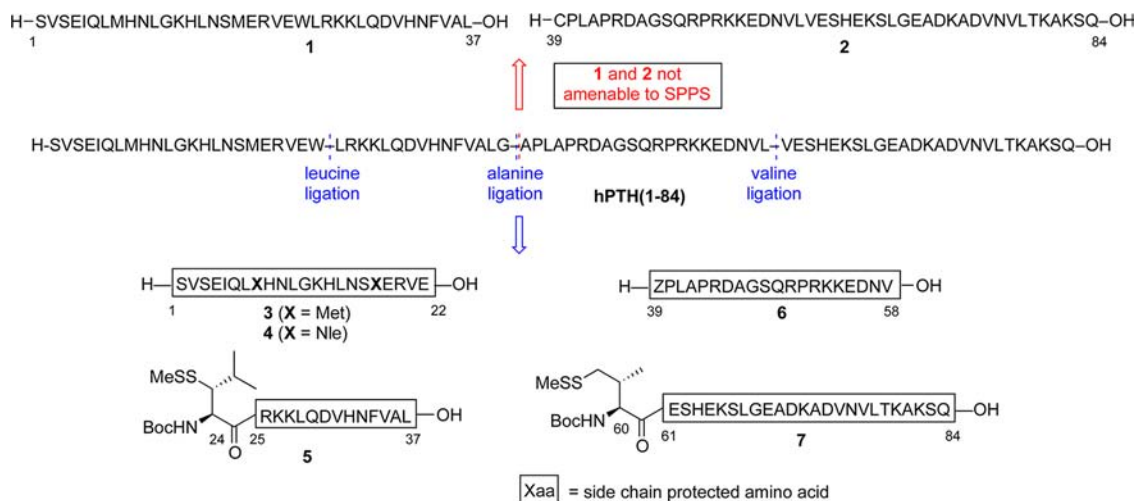 H–SVSEIQLMHNLGKHLNSMERVEWLRKKLQDVHNFVAL–OH
1
37
1
H–CPLAPRDAGSQRPRKKEDNVLVESHEKSLGEADKADVNVLTKAKSQ–OH
39
84
2
1 and 2 not
amenable to SPPS
H-SVSEIQLMHNLGKHLNSMERVEW–LRKKLQDVHNFVALG–APLAPRDAGSQRPRKKEDNVL–VESHEKSLGEADKADVNVLTKAKSQ–OH
leucine
ligation
alanine
ligation
hPTH(1-84)
valine
ligation
H–SVSEIQLXHNLGKHLNSXERVE–OH
1
22
3 (X = Met)
4 (X = Nle)
H–ZPLAPRDAGSQRPRKKEDNV–OH
39
58
6
MeSS
BocHN
24
O
25
RKKLQDVHNFVAL–OH
37
5
MeSS
BocHN
60
O
61
ESHEKSLGEADKADVNVLTKAKSQ–OH
84
7
Xaa = side chain protected amino acid